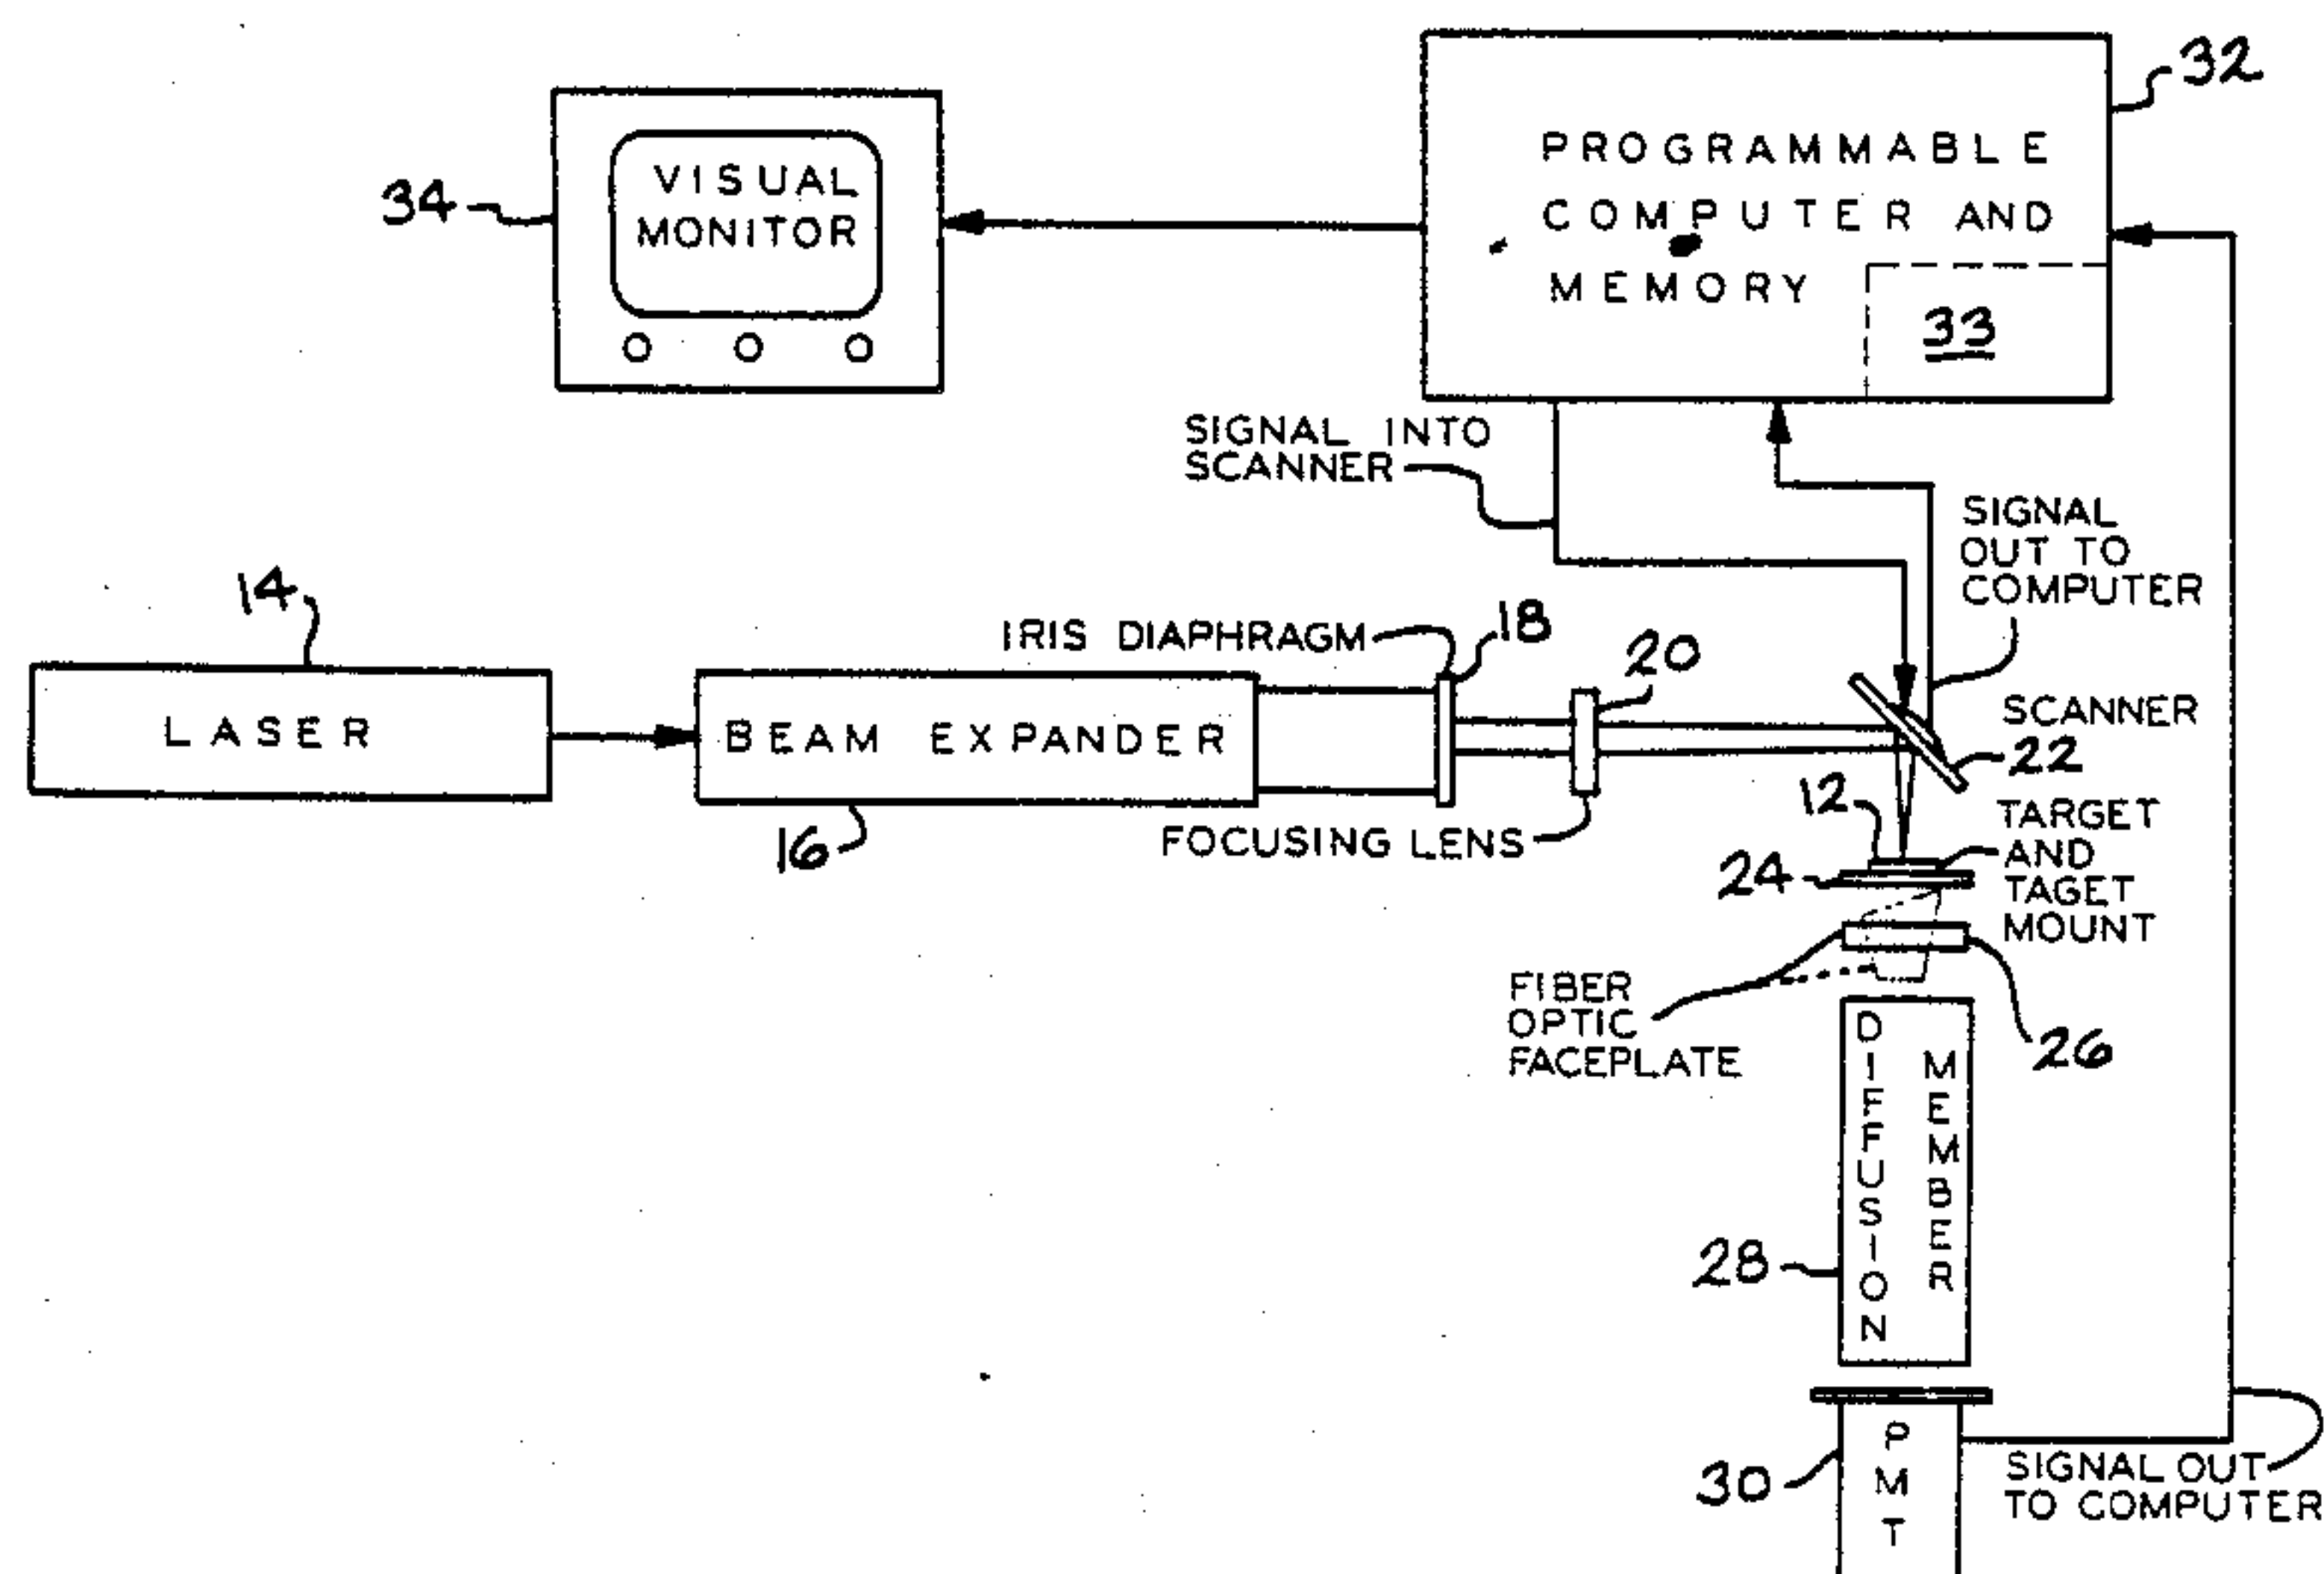 32
PROGRAMMABLE
COMPUTER AND
MEMORY
33
VISUAL
MONITOR
34
SIGNAL INTO
SCANNER
SIGNAL
OUT TO
COMPUTER
14
LASER
BEAM EXPANDER
16
IRIS DIAPHRAGM
18
20
FOCUSING LENS
SCANNER
22
12
TARGET
AND
TAGET
MOUNT
24
FIBER
OPTIC
FACEPLATE
26
DIFFUSION
MEMBER
28
30
PMT
SIGNAL OUT
TO COMPUTER